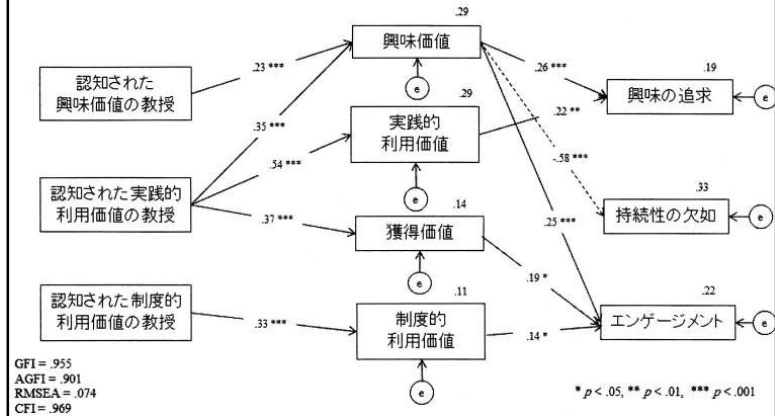 .29
興味価値
.23 ***
e
認知された
興味価値の教授
.35 ***
.29
実践的
利用価値
.54 ***
e
認知された実践的
利用価値の教授
.37 ***
.14
獲得価値
e
認知された制度的
利用価値の教授
.33 ***
.11
制度的
利用価値
e
.26 ***
.19
興味の追求
e
.22 **
-.58 ***
.33
持続性の欠如
e
.25 ***
.19 *
.22
エンゲージメント
e
.14 *
GFI = .955
AGFI = .901
RMSEA = .074
CFI = .969
* p < .05, ** p < .01, *** p < .001